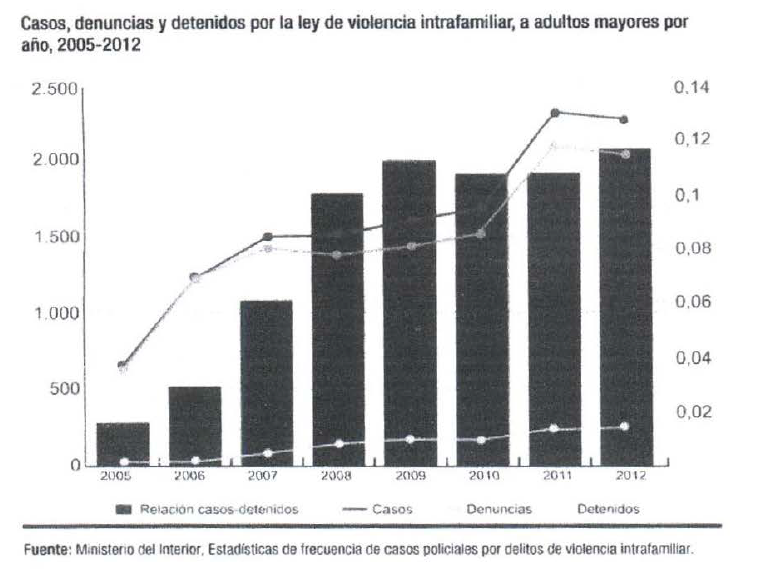 Casos, denuncias y detenidos por la ley de violencia intrafamiliar, a adultos mayores por
año, 2005-2012
2.500 0,14
0,12
2.000
0,1
1.500
0,08
0,06
1.000
0,04
500
0,02
0
2005 2006 2007 2008 2009 2010 2011 2012
Relación casos-detenidos Casos Denuncias Detenidos
Fuente: Ministerio del Interior, Estadísticas de frecuencia de casos policiales por delitos de violencia intrafamiliar.